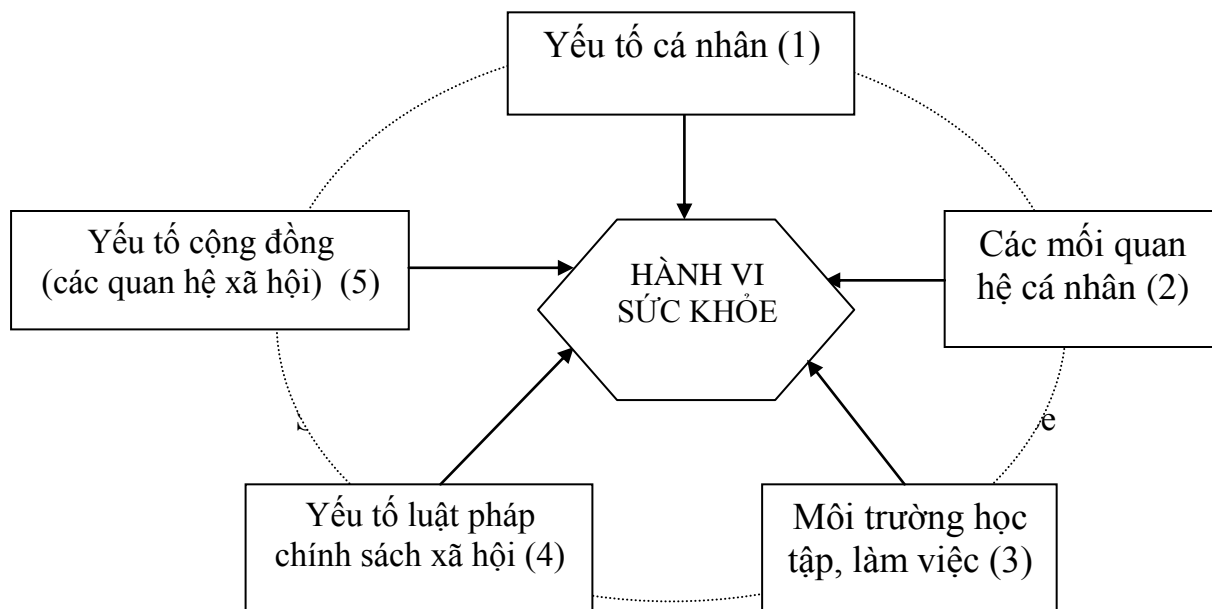 Yếu tố cá nhân (1)
Yếu tố cộng đồng
(các quan hệ xã hội) (5)
HÀNH VI
SỨC KHỎE
Các mối quan
hệ cá nhân (2)
e
Yếu tố luật pháp
chính sách xã hội (4)
Môi trường học
tập, làm việc (3)